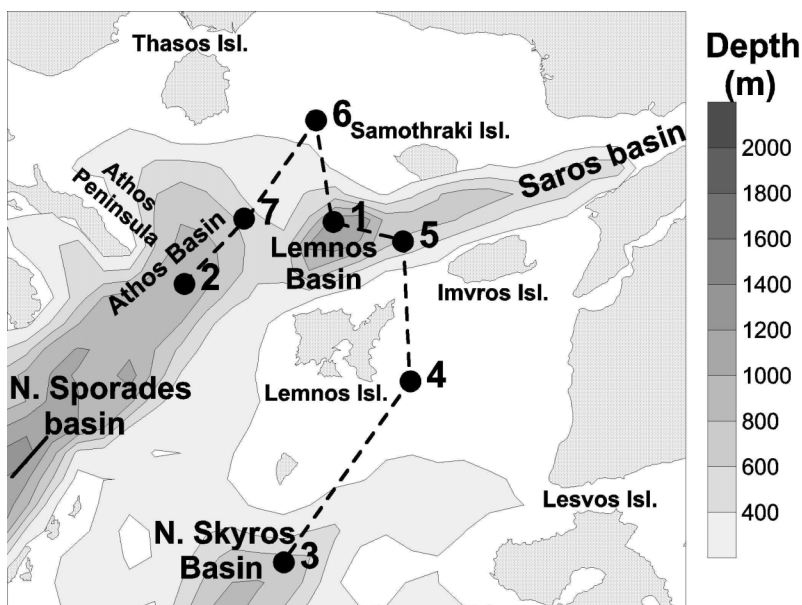 Thasos Isl.
Depth
(m)
6
Samothraki Isl.
Saros basin
Athos
Peninsula
7
1
5
Athos Basin
Lemnos
Basin
2
Imvros Isl.
N. Sporades
basin
Lemnos Isl.
4
Lesvos Isl.
N. Skyros
Basin
3
2000
1800
1600
1400
1200
1000
800
600
400